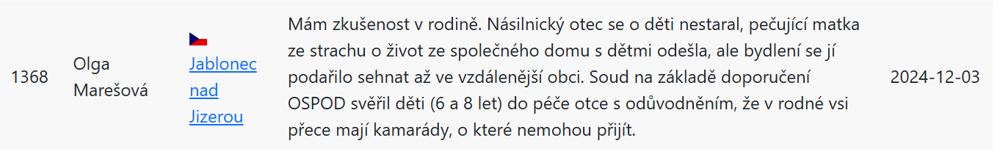 1368
Olga
Marešová
Jablonec
nad
Jizerou
Mám zkušenost v rodině. Násilnický otec se o děti nestaral, pečující matka
ze strachu o život ze společného domu s dětmi odešla, ale bydlení se jí
podařilo sehnat až ve vzdálenější obci. Soud na základě doporučení
OSPOD svěřil děti (6 a 8 let) do péče otce s odůvodněním, že v rodné vsi
přece mají kamarády, o které nemohou přijít.
2024-12-03